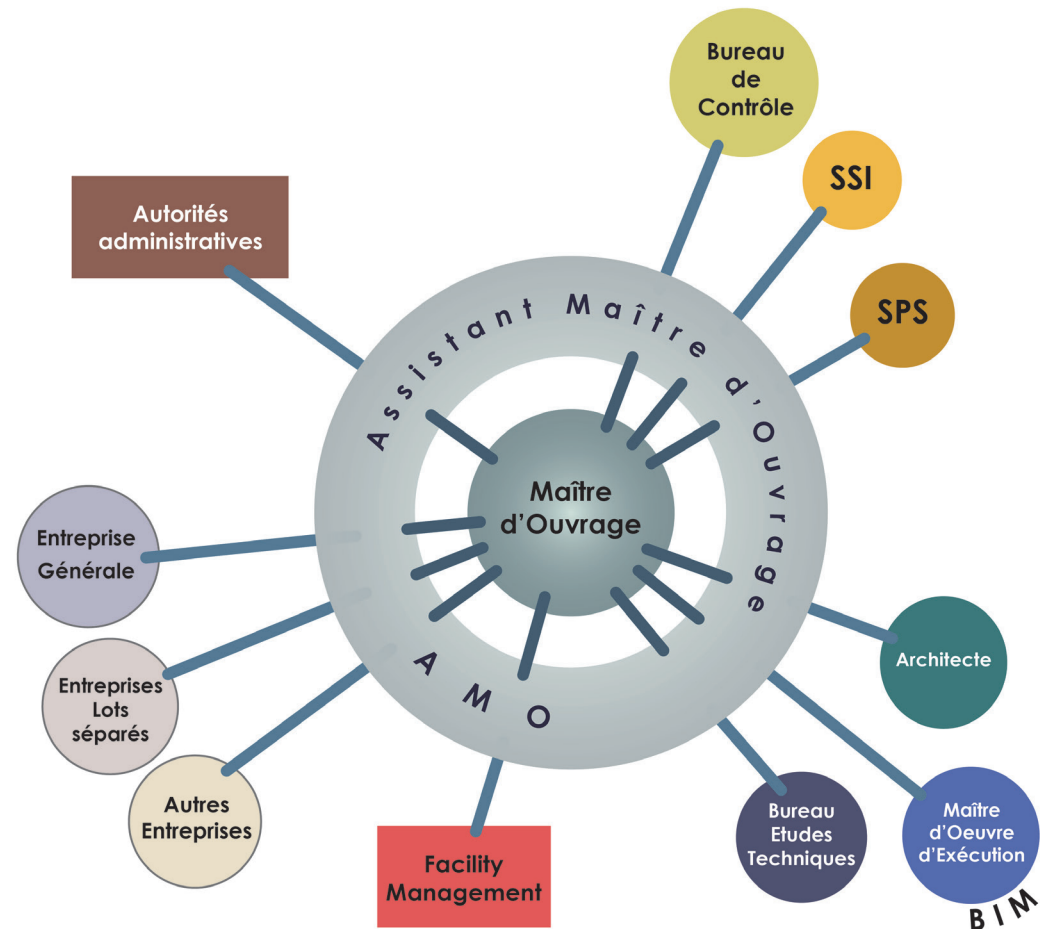 Bureau
de
Contrôle
SSI
SPS
Autorités
administratives
Assistant Maître d'Ouvrage
Maître
d'Ouvrage
AMO
Entreprise
Générale
Entreprises
Lots
séparés
Autres
Entreprises
Facility
Management
Architecte
Bureau
Etudes
Techniques
Maître
d'Oeuvre
d'Exécution
BIM